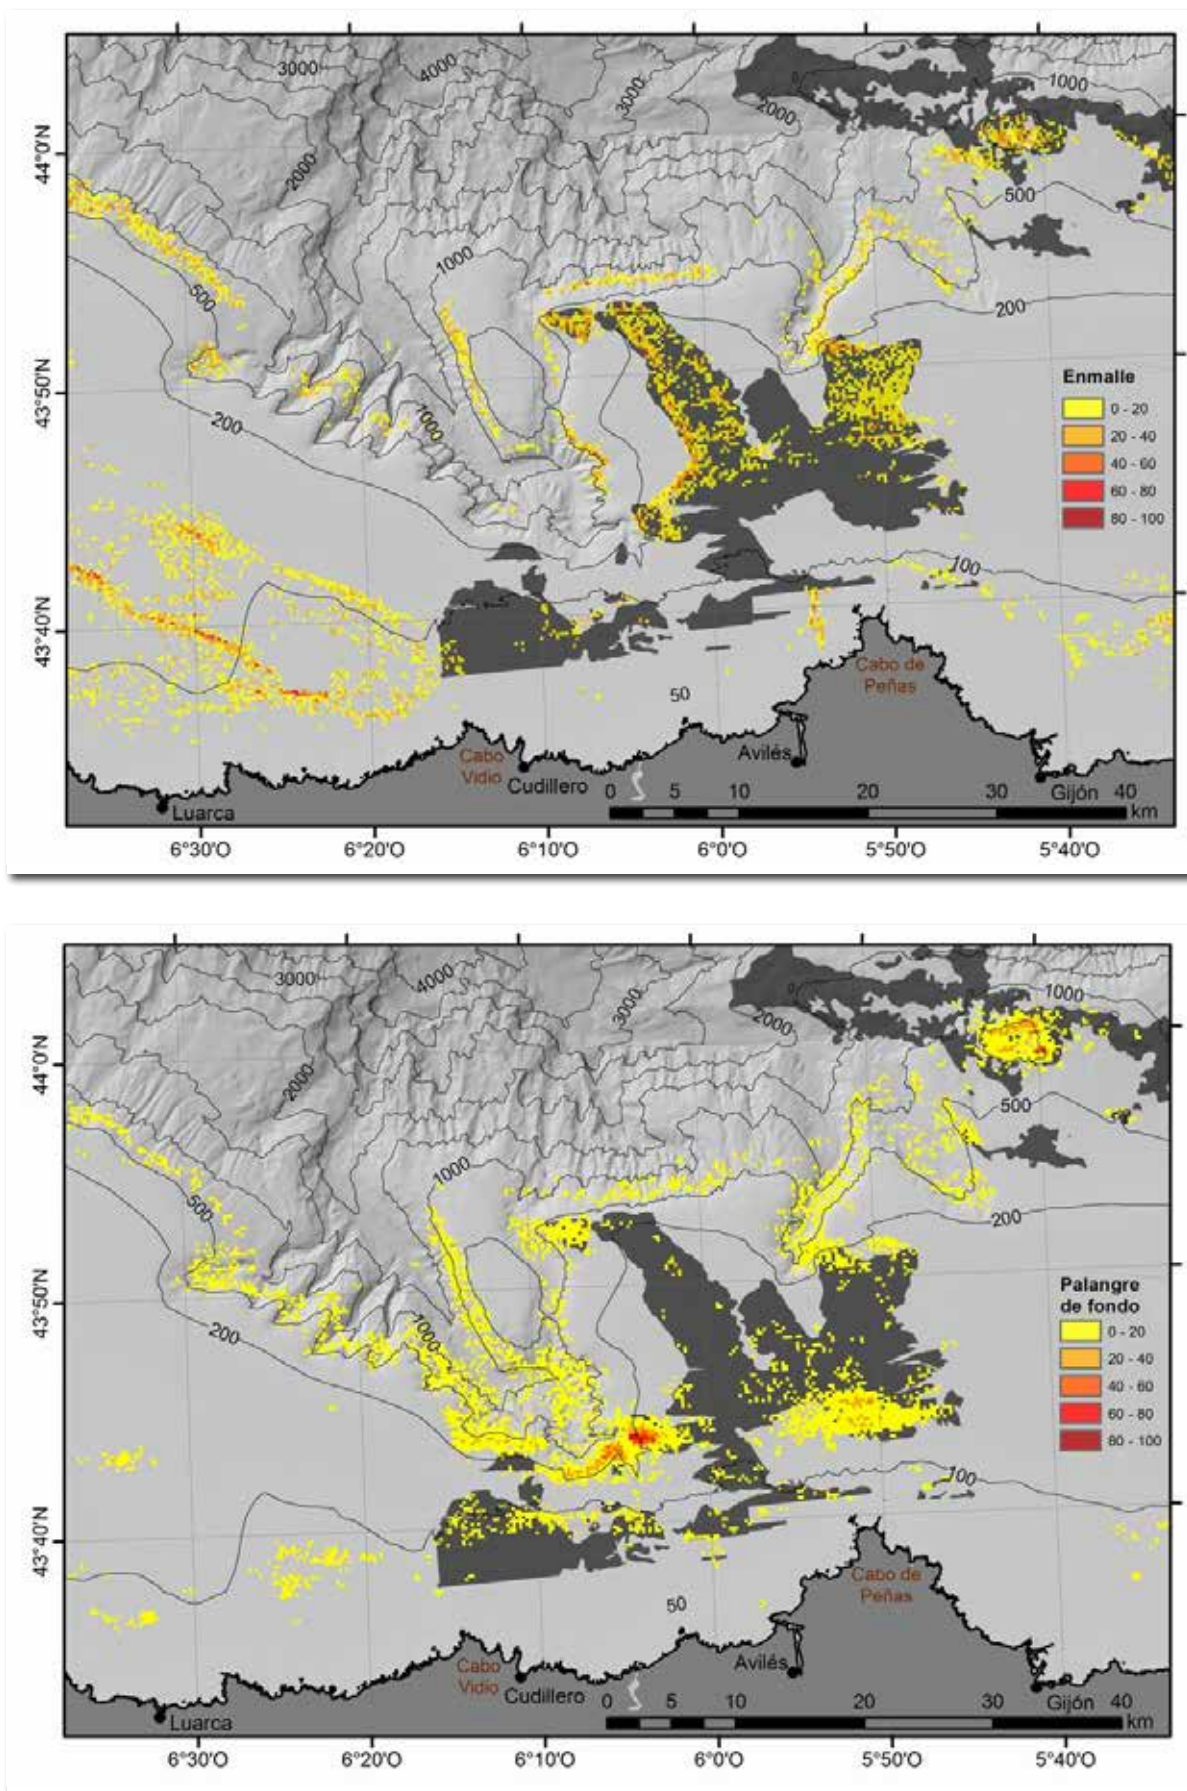 3000
4000
3000
2000
1000
44°0'N
2000
500
1000
200
500
Enmalle
43°50'N
0 - 20
200
1000
20 - 40
40 - 60
60 - 80
80 - 100
100
43°40'N
Cabo de
Peñas
50
Cabo
Vidio
Avilés
Cudillero
0 5 10 20 30 Gijón 40
km
Luarca
6°30'O 6°20'O 6°10'O 6°0'O 5°50'O 5°40'O
3000
4000
3000
2000
1000
44°0'N
2000
500
1000
200
500
Palangre
de fondo
43°50'N
0 - 20
200
1000
20 - 40
40 - 60
60 - 80
80 - 100
100
43°40'N
Cabo de
Peñas
50
Cabo
Vidio
Avilés
Cudillero
0 5 10 20 30 Gijón 40
km
Luarca
6°30'O 6°20'O 6°10'O 6°0'O 5°50'O 5°40'O